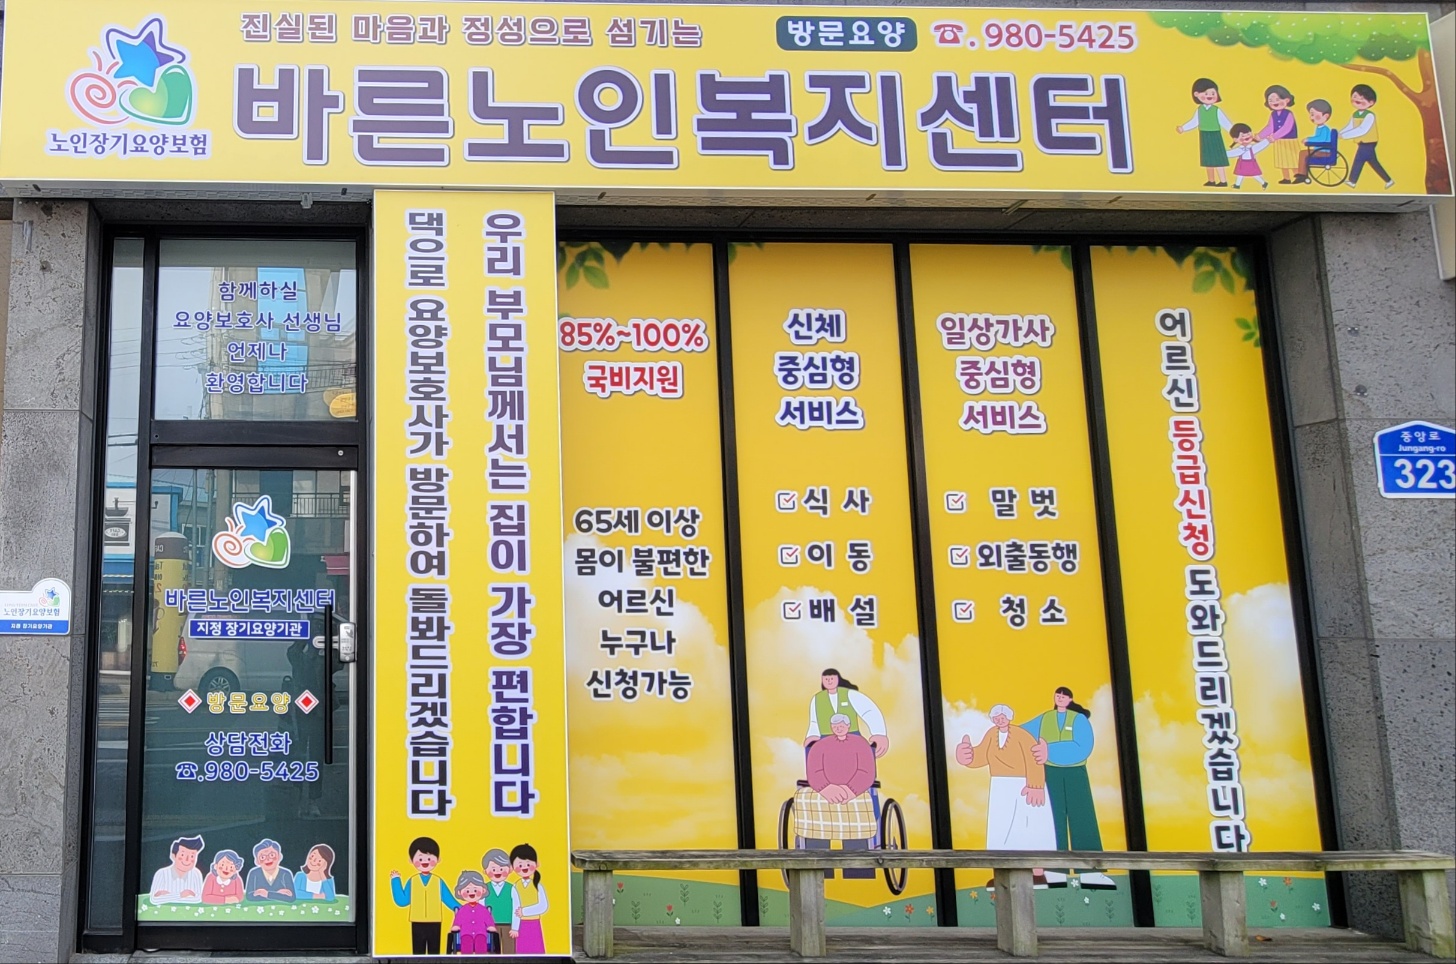 진실된 마음과 정성으로 섬기는
방문요양 ☎. 980-5425
바른노인복지센터
노인장기요양보험
함께하실
요양보호사 선생님
언제나
환영합니다
바른노인복지센터
지정 장기요양기관
방문요양
상담전화
☎.980-5425
노인장기요양보험
지정 장기요양기관
우리 부모님께서는 집이 가장 편합니다
댁으로 요양보호사가 방문하여 돌봐드리겠습니다
85%~100%
국비지원
65세 이상
몸이 불편한
어르신
누구나
신청가능
신체
중심형
서비스
식 사
이 동
배 설
일상가사
중심형
서비스
말 벗
외출동행
청 소
어르신 등급신청 도와드리겠습니다
중앙로
Jungang-ro
323